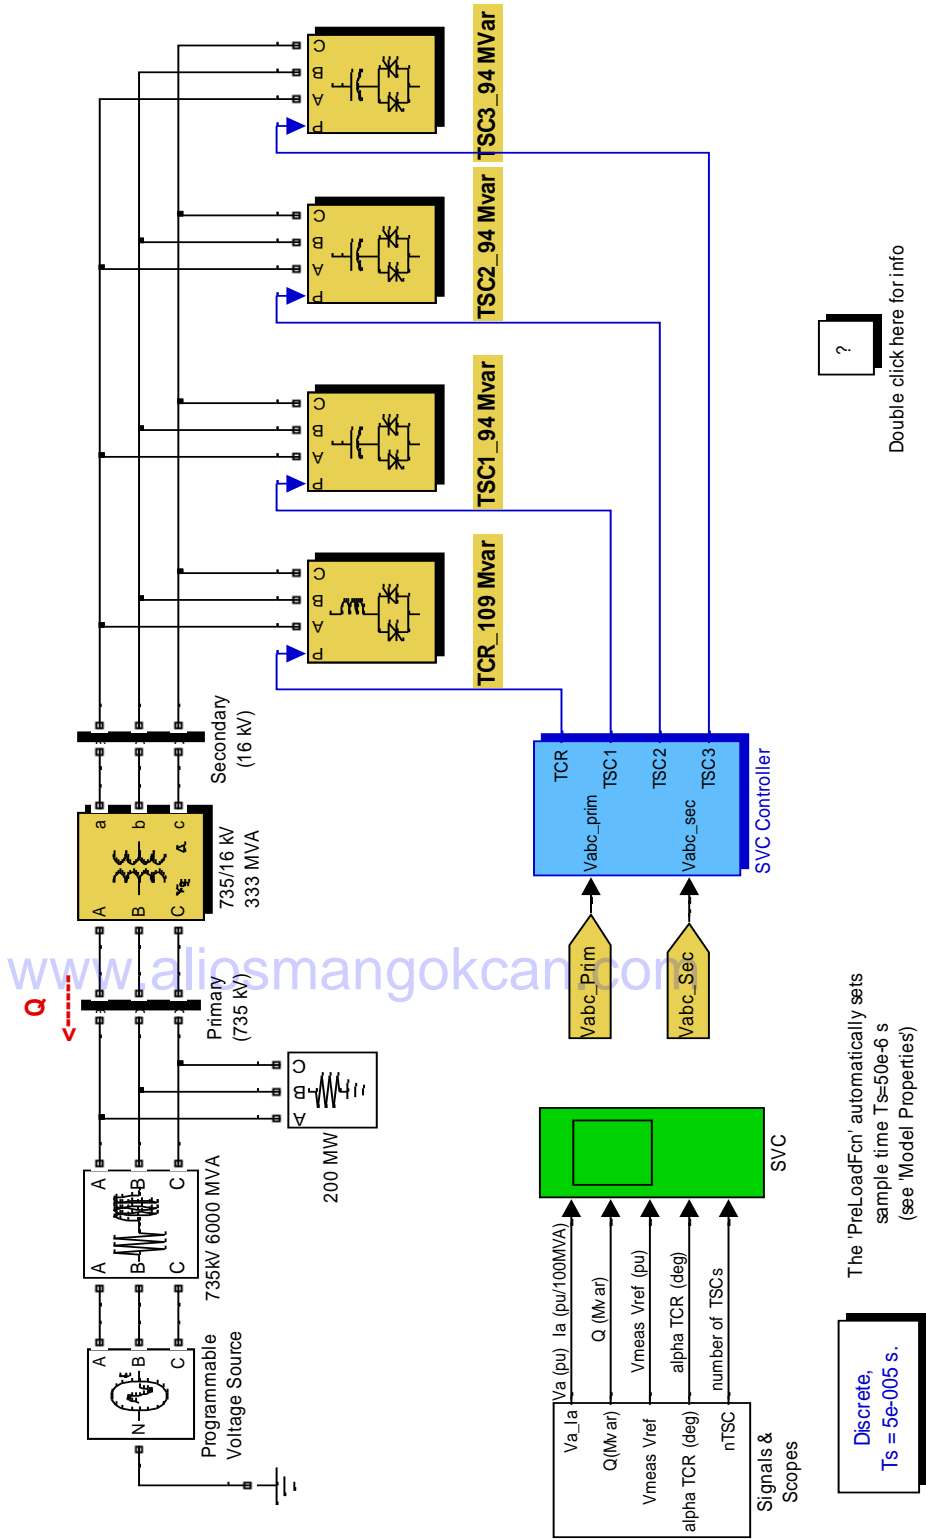 A
B
C
N
Programmable
Voltage Source
A
B
C
A
B
C
735kV 6000 MVA
A
B
C
200 MW
Q
Primary
(735 kV)
A
B
C
a
b
c
735/16 kV
333 MVA
Secondary
(16 kV)
P
A
B
C
TCR_109 Mvar
P
A
B
C
TSC1_94 Mvar
P
A
B
C
TSC2_94 Mvar
P
A
B
C
TSC3_94 MVar
www.aliosmangokcan.com
Va_Ia
Q(Mvar)
Vmeas Vref
alpha TCR (deg)
nTSC
Signals &
Scopes
Va (pu) Ia (pu/100MVA)
Q (Mvar)
Vmeas Vref (pu)
alpha TCR (deg)
number of TSCs
SVC
Vabc_Prim
Vabc_Sec
Vabc_prim
Vabc_sec
TCR
TSC1
TSC2
TSC3
SVC Controller
Discrete,
Ts = 5e-005 s.
The 'PreLoadFcn' automatically sets
sample time Ts=50e-6 s
(see 'Model Properties')
?
Double click here for info